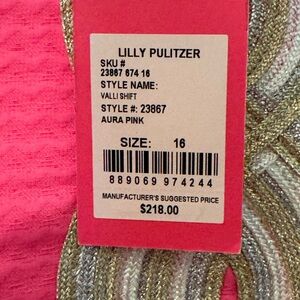 LILLY PULITZER
SKU #
23867 674 16
STYLE NAME:
VALLI SHIFT
STYLE #: 23867
AURA PINK
SIZE: 16
889069 974244
MANUFACTURER'S SUGGESTED PRICE
$218.00